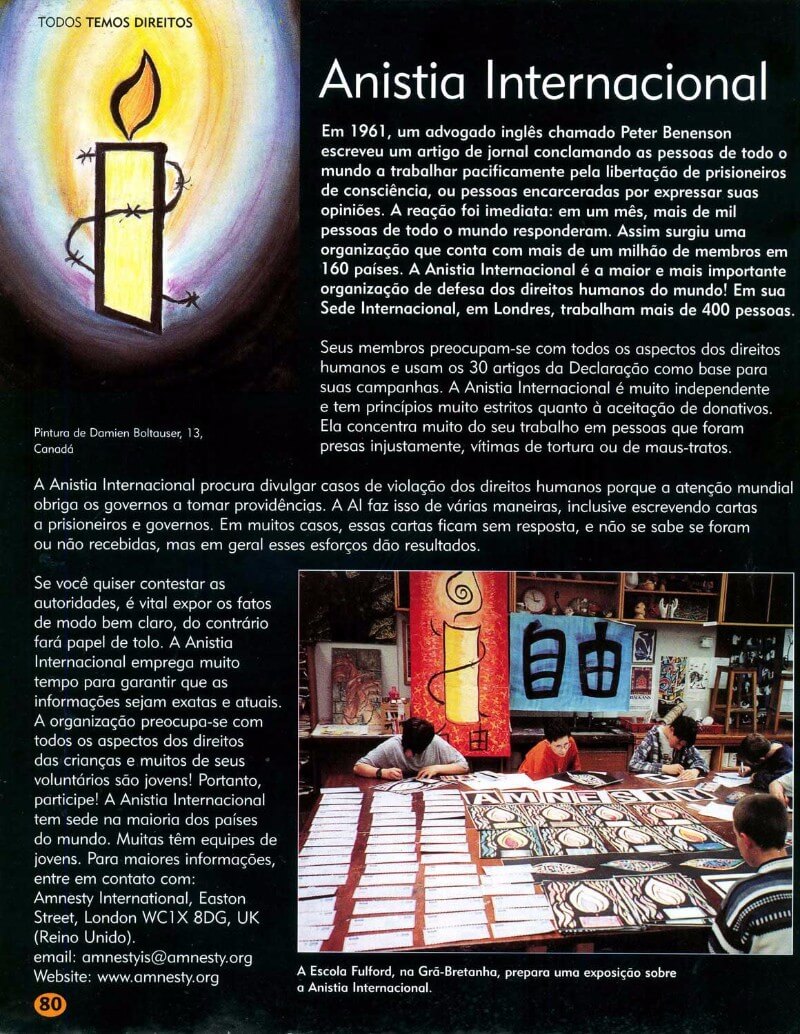 TODOS TEMOS DIREITOS
Anistia Internacional
Em 1961, um advogado inglês chamado Peter Benenson
escreveu um artigo de jornal conclamando as pessoas de todo o
mundo a trabalhar pacificamente pela libertação de prisioneiros
de consciência, ou pessoas encarceradas por expressar suas
opiniões. A reação foi imediata: em um mês, mais de mil
pessoas de todo o mundo responderam. Assim surgiu uma
organização que conta com mais de um milhão de membros em
160 países. A Anistia Internacional é a maior e mais importante
organização de defesa dos direitos humanos do mundo! Em sua
Sede Internacional, em Londres, trabalham mais de 400 pessoas.
Seus membros preocupam-se com todos os aspectos dos direitos
humanos e usam os 30 artigos da Declaração como base para
suas campanhas. A Anistia Internacional é muito independente
e tem princípios muito estritos quanto à aceitação de donativos.
Ela concentra muito do seu trabalho em pessoas que foram
presas injustamente, vítimas de tortura ou de maus-tratos.
Pintura de Damien Boltauser, 13,
Canadá
A Anistia Internacional procura divulgar casos de violação dos direitos humanos porque a atenção mundial
obriga os governos a tomar providências. A AI faz isso de várias maneiras, inclusive escrevendo cartas
a prisioneiros e governos. Em muitos casos, essas cartas ficam sem resposta, e não se sabe se foram
ou não recebidas, mas em geral esses esforços dão resultados.
Se você quiser contestar as
autoridades, é vital expor os fatos
de modo bem claro, do contrário
fará papel de tolo. A Anistia
Internacional emprega muito
tempo para garantir que as
informações sejam exatas e atuais.
A organização preocupa-se com
todos os aspectos dos direitos
das crianças e muitos de seus
voluntários são jovens! Portanto,
participe! A Anistia Internacional
tem sede na maioria dos países
do mundo. Muitas têm equipes de
jovens. Para maiores informações,
entre em contato com:
Amnesty International, Easton
Street, London WC1X 8DG, UK
(Reino Unido).
email: amnestyis@amnesty.org
Website: www.amnesty.org
自由
AMNESTY
A Escola Fulford, na Grã-Bretanha, prepara uma exposição sobre
a Anistia Internacional.
80